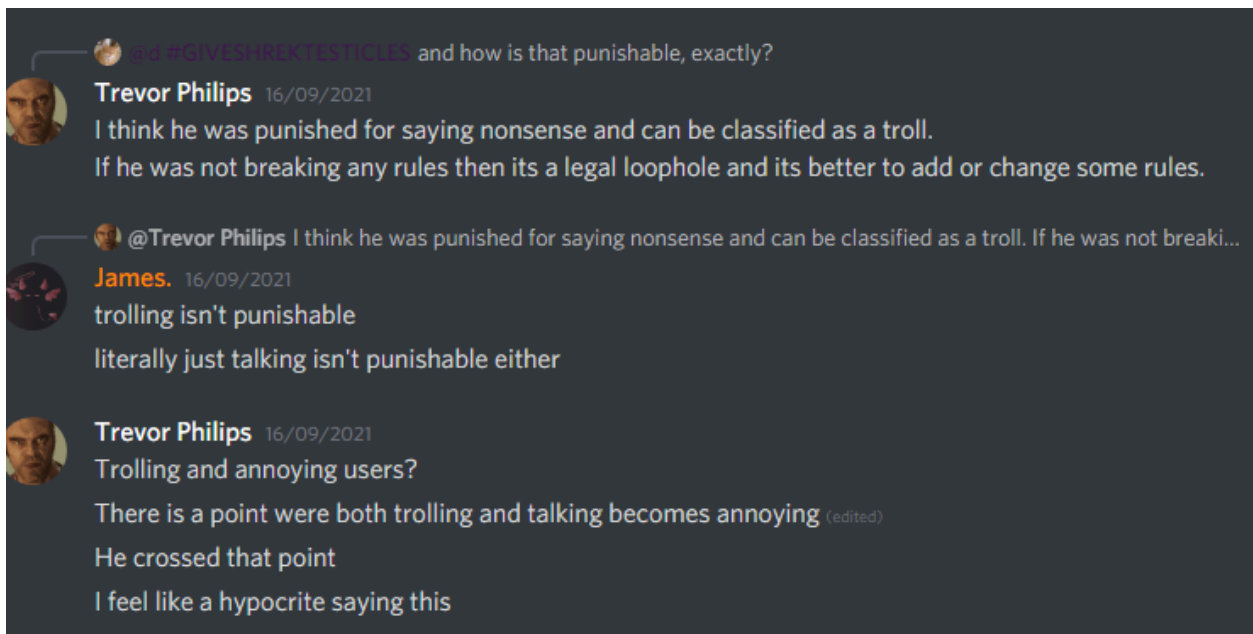 @d #GIVESHREKTESTICLES and how is that punishable, exactly?
Trevor Philips 16/09/2021
I think he was punished for saying nonsense and can be classified as a troll.
If he was not breaking any rules then its a legal loophole and its better to add or change some rules.
@Trevor Philips I think he was punished for saying nonsense and can be classified as a troll. If he was not breaki...
James. 16/09/2021
trolling isn't punishable
literally just talking isn't punishable either
Trevor Philips 16/09/2021
Trolling and annoying users?
There is a point were both trolling and talking becomes annoying (edited)
He crossed that point
I feel like a hypocrite saying this